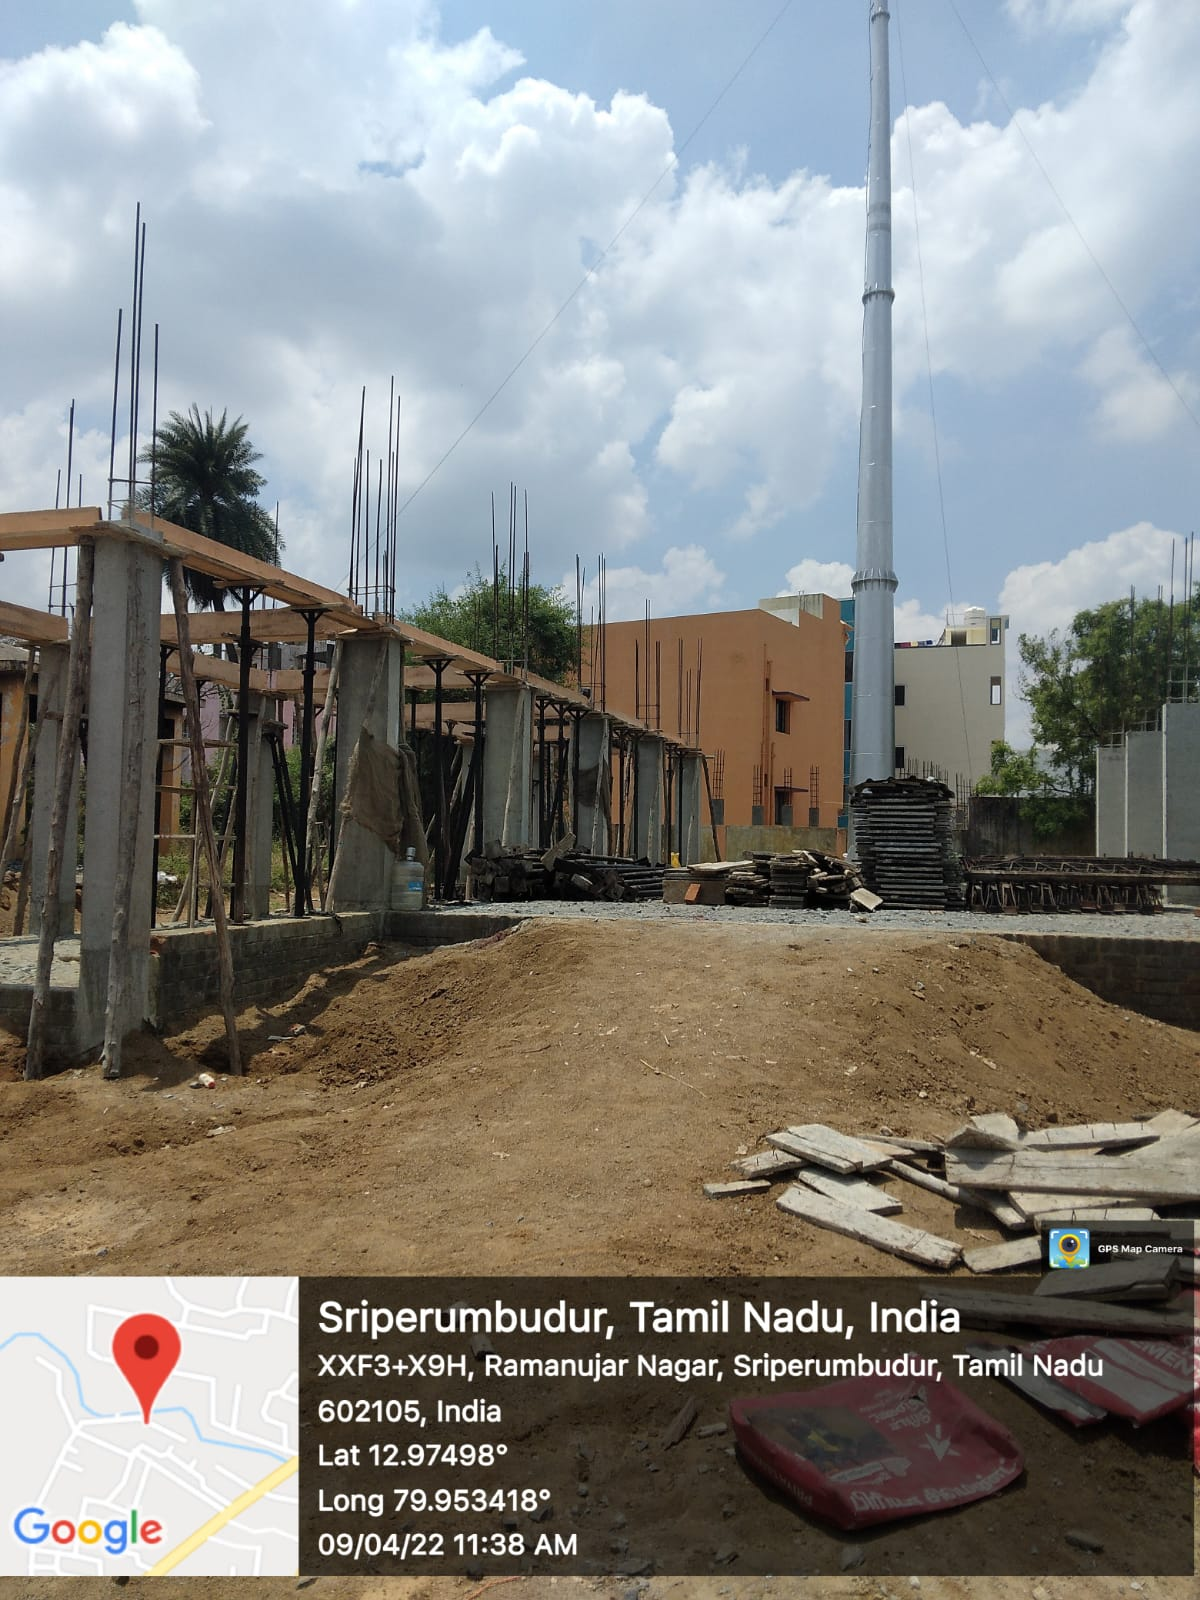 GPS Map Camera
Sriperumbudur, Tamil Nadu, India
XXF3+X9H, Ramanujar Nagar, Sriperumbudur, Tamil Nadu
602105, India
Lat 12.97498°
Long 79.953418°
09/04/22 11:38 AM
Google